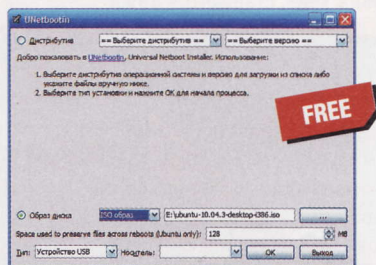 UNetbootin
Дистрибутив == Выберите дистрибутив == == Выберите версию ==
Добро пожаловать в UNetbootin, Universal Netboot Installer. Использование:
1. Выберите дистрибутив операционной системы и версию для загрузки из списка либо
укажите файлы вручную ниже.
2. Выберите тип установки и нажмите OK для начала процесса.
FREE
Образ диска ISO образ E:\ubuntu-10.04.3-desktop-i386.iso ...
Space used to preserve files across reboots (Ubuntu only): 128 MB
Тип: Устройство USB Носитель: OK Выход